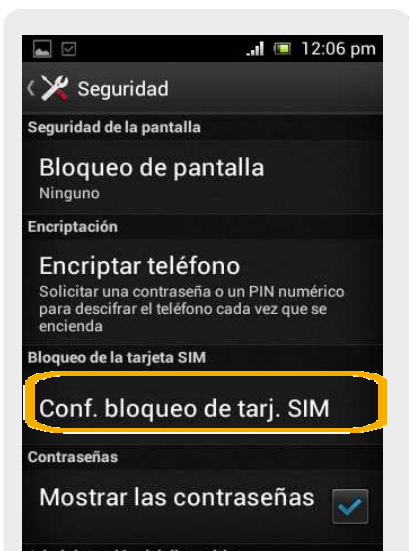 12:06 pm
Seguridad
Seguridad de la pantalla
Bloqueo de pantalla
Ninguno
Encriptación
Encriptar teléfono
Solicitar una contraseña o un PIN numérico
para descifrar el teléfono cada vez que se
encienda
Bloqueo de la tarjeta SIM
Conf. bloqueo de tarj. SIM
Contraseñas
Mostrar las contraseñas